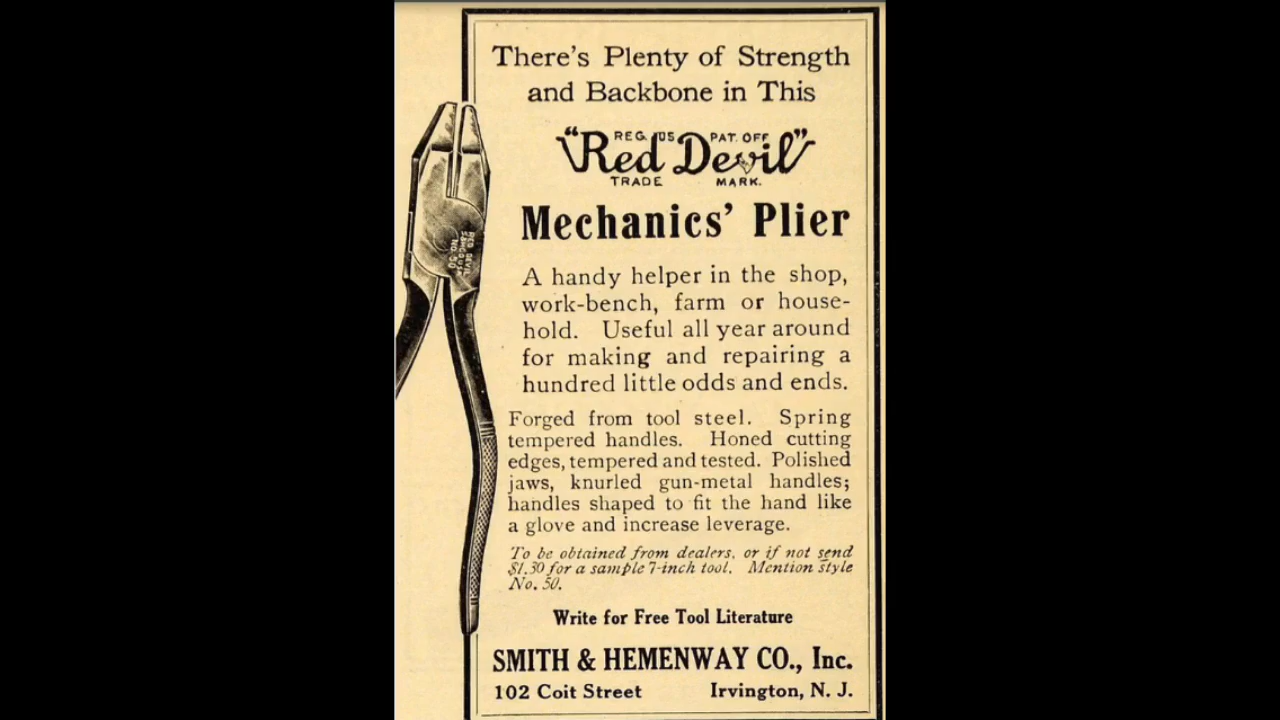 There's Plenty of Strength
and Backbone in This
REG. US PAT. OFF.
"Red Devil"
TRADE MARK.
Mechanics' Plier
A handy helper in the shop,
work-bench, farm or house-
hold. Useful all year around
for making and repairing a
hundred little odds and ends.
Forged from tool steel. Spring
tempered handles. Honed cutting
edges, tempered and tested. Polished
jaws, knurled gun-metal handles;
handles shaped to fit the hand like
a glove and increase leverage.
To be obtained from dealers, or if not send
$1.30 for a sample 7-inch tool. Mention style
No. 50.
Write for Free Tool Literature
SMITH & HEMENWAY CO., Inc.
102 Coit Street Irvington, N. J.
RED DEVIL
NO. 50